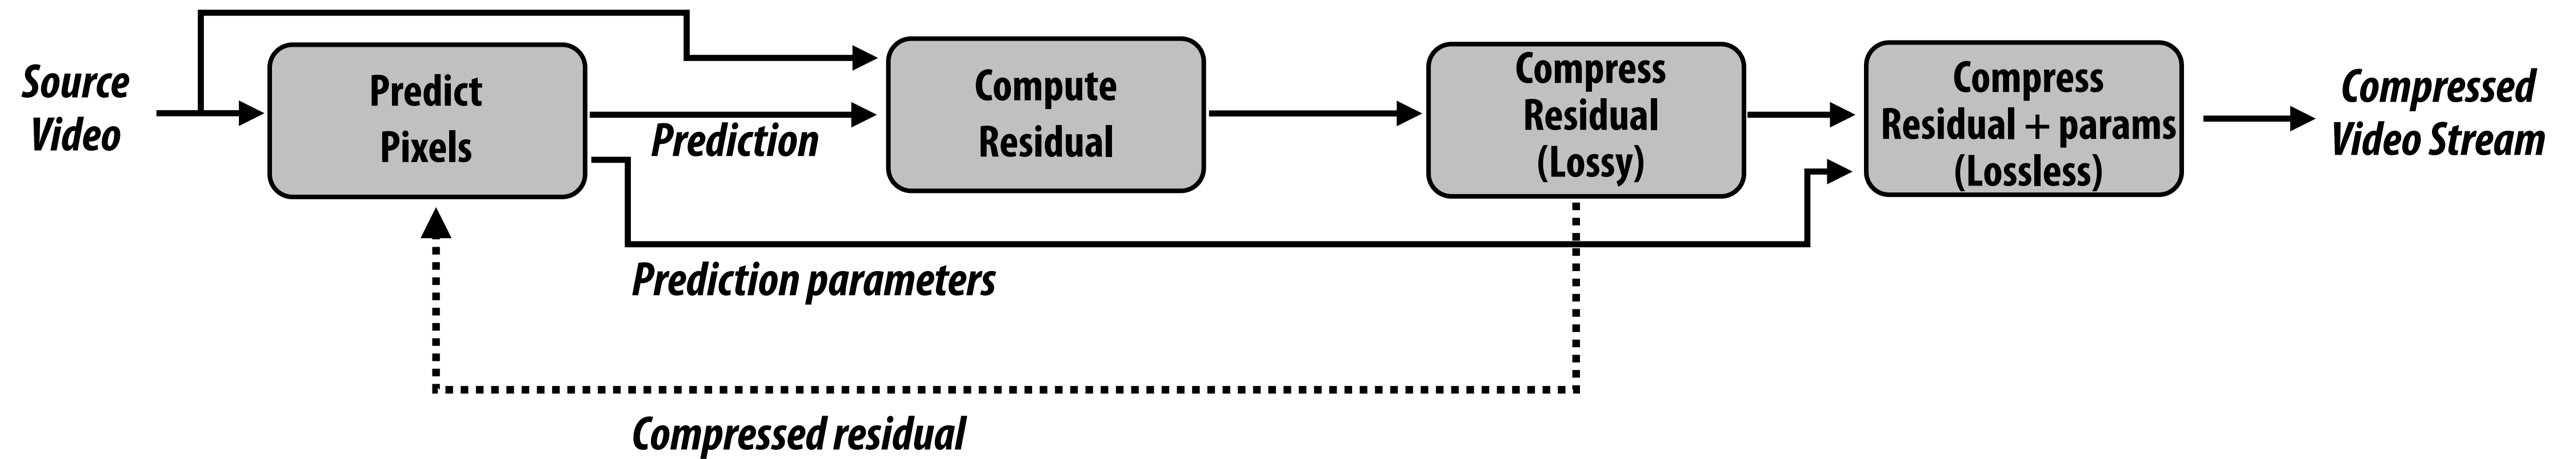 Source
Video
Predict
Pixels
Prediction
Compute
Residual
Compress
Residual
(Lossy)
Compress
Residual + params
(Lossless)
Compressed
Video Stream
Prediction parameters
Compressed residual